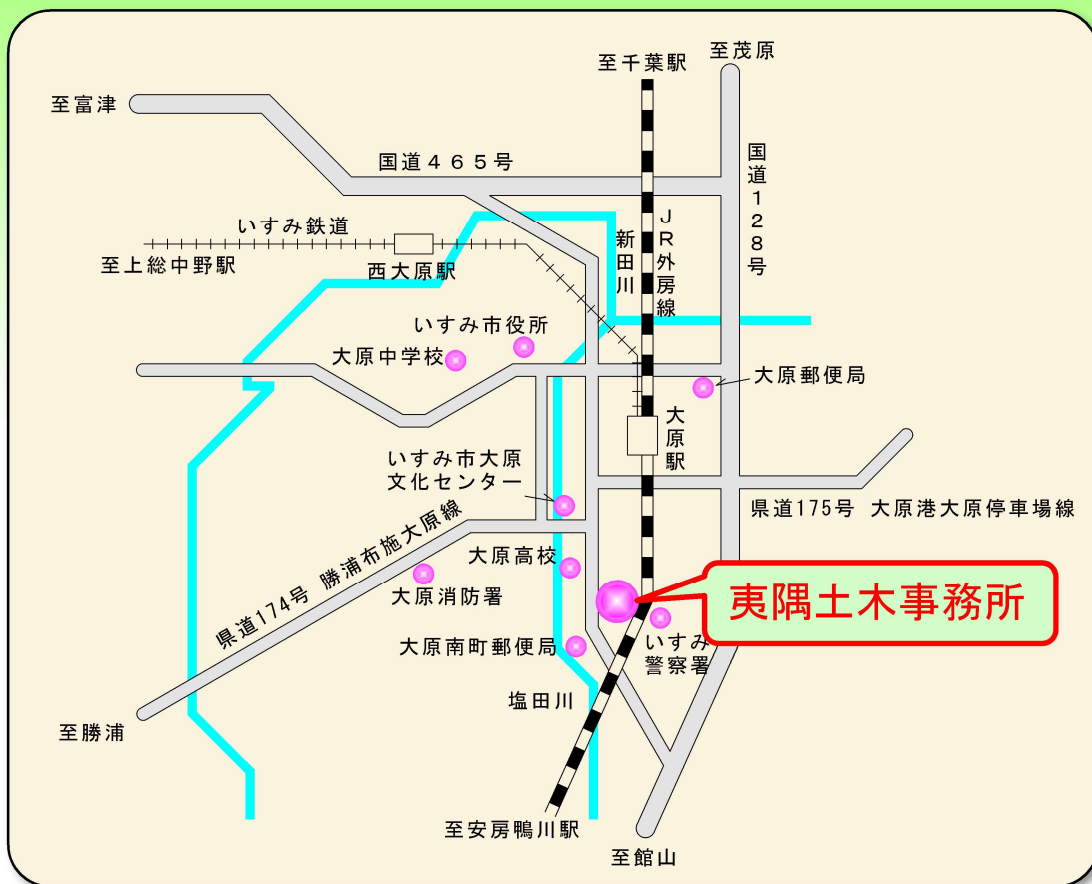 至茂原
至千葉駅
至富津
国道465号
国道128号
いすみ鉄道
JR外房線
新田川
至上総中野駅
西大原駅
いすみ市役所
大原中学校
大原郵便局
大原駅
いすみ市大原
文化センター
県道175号 大原港大原停車場線
県道174号 勝浦布施大原線
大原高校
大原消防署
夷隅土木事務所
大原南町郵便局
いすみ
警察署
塩田川
至勝浦
至安房鴨川駅
至館山